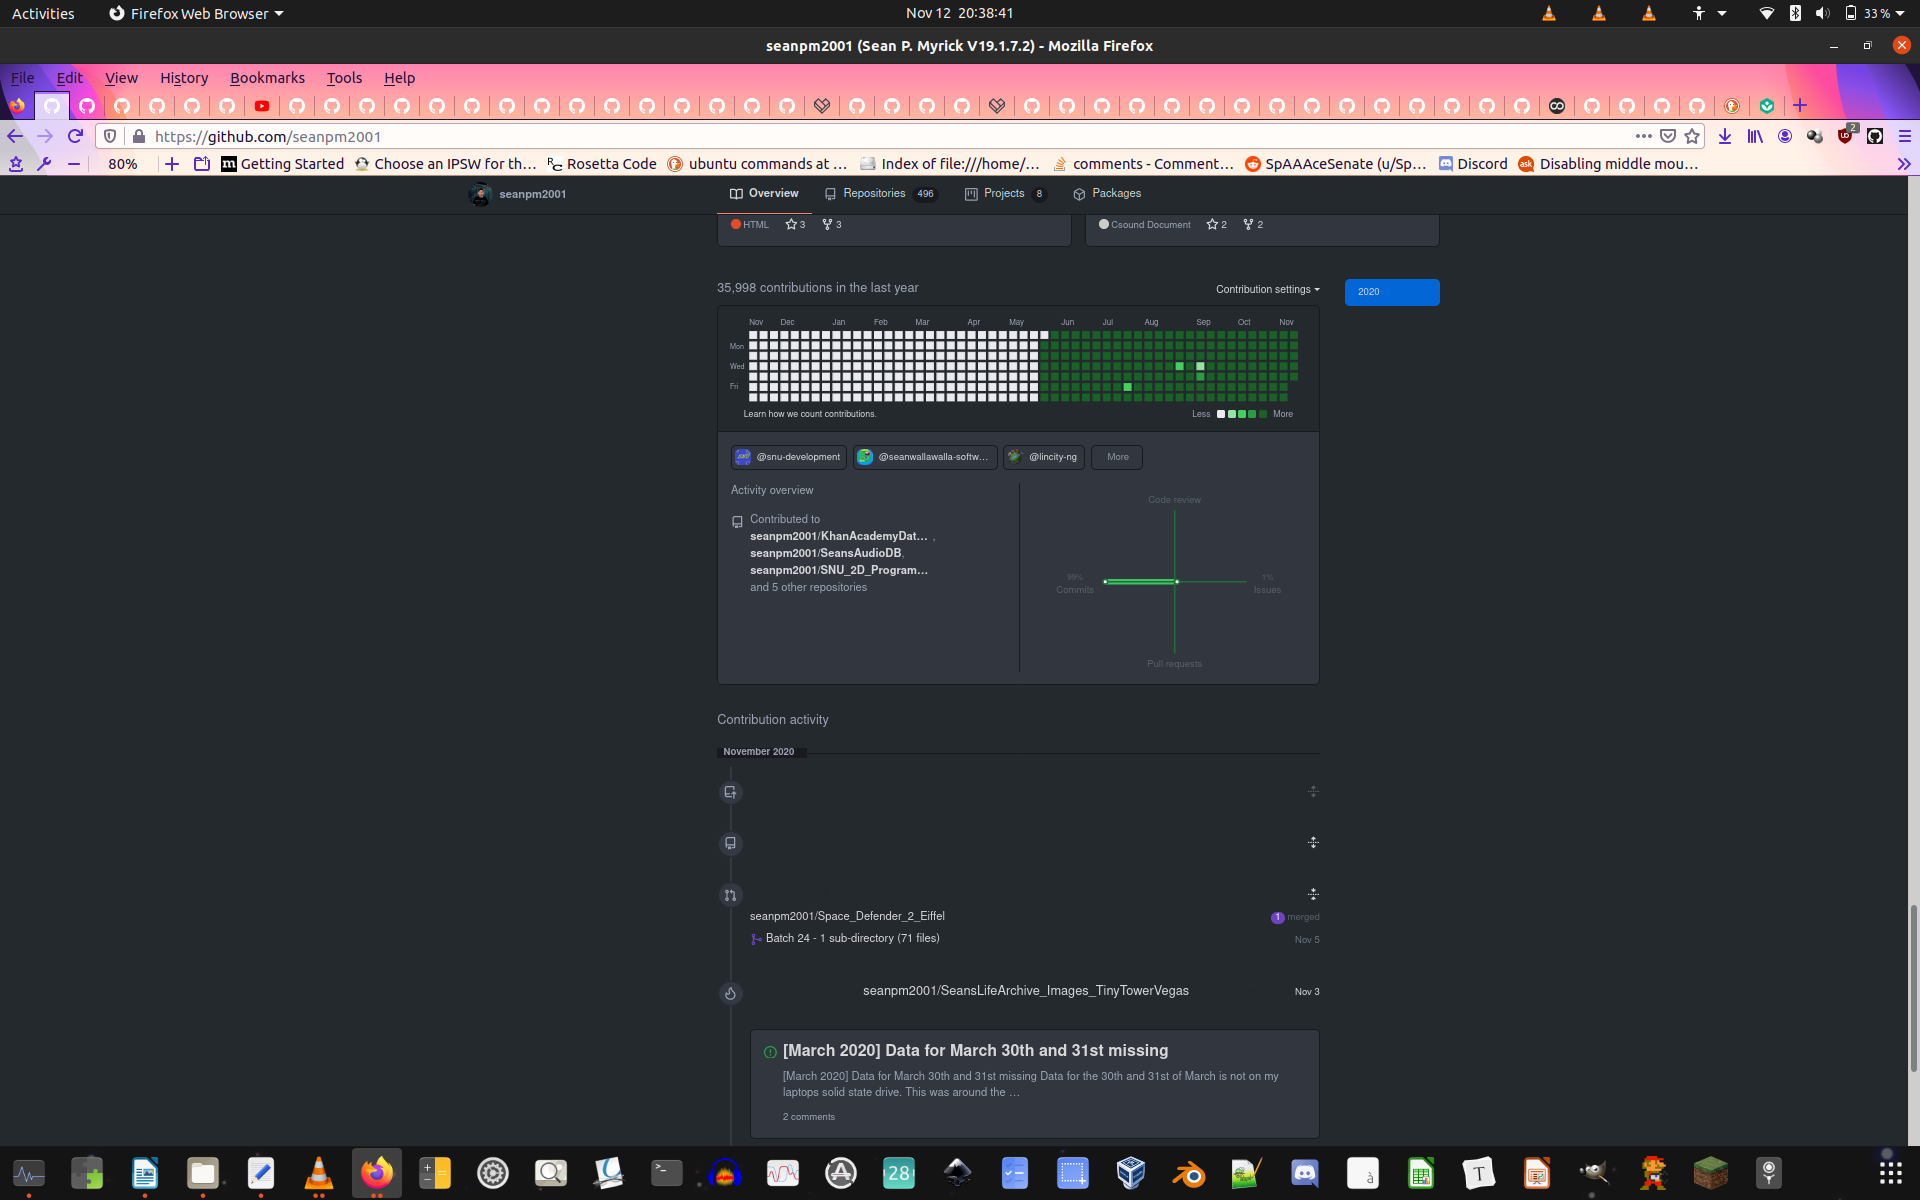 Activities
Firefox Web Browser
Nov 12 20:38:41
33 %
seanpm2001 (Sean P. Myrick V19.1.7.2) - Mozilla Firefox
File Edit View History Bookmarks Tools Help
https://github.com/seanpm2001
2
80%
Getting Started
Choose an IPSW for th…
Rosetta Code
ubuntu commands at …
Index of file:///home/…
comments - Comment…
SpAAAceSenate (u/Sp…
Discord
Disabling middle mou…
seanpm2001
Overview
Repositories 496
Projects 8
Packages
HTML 3 3
Csound Document 2 2
35,998 contributions in the last year
Contribution settings
2020
Nov Dec Jan Feb Mar Apr May Jun Jul Aug Sep Oct Nov
Mon
Wed
Fri
Learn how we count contributions.
Less More
@snu-development
@seanwallawalla-softw…
@lincity-ng
More
Activity overview
Contributed to
seanpm2001/KhanAcademyDat… ,
seanpm2001/SeansAudioDB,
seanpm2001/SNU_2D_Program…
and 5 other repositories
Code review
99%
Commits
1%
Issues
Pull requests
Contribution activity
November 2020
seanpm2001/Space_Defender_2_Eiffel
1 merged
Batch 24 - 1 sub-directory (71 files)
Nov 5
seanpm2001/SeansLifeArchive_Images_TinyTowerVegas
Nov 3
[March 2020] Data for March 30th and 31st missing
[March 2020] Data for March 30th and 31st missing Data for the 30th and 31st of March is not on my
laptops solid state drive. This was around the …
2 comments
28